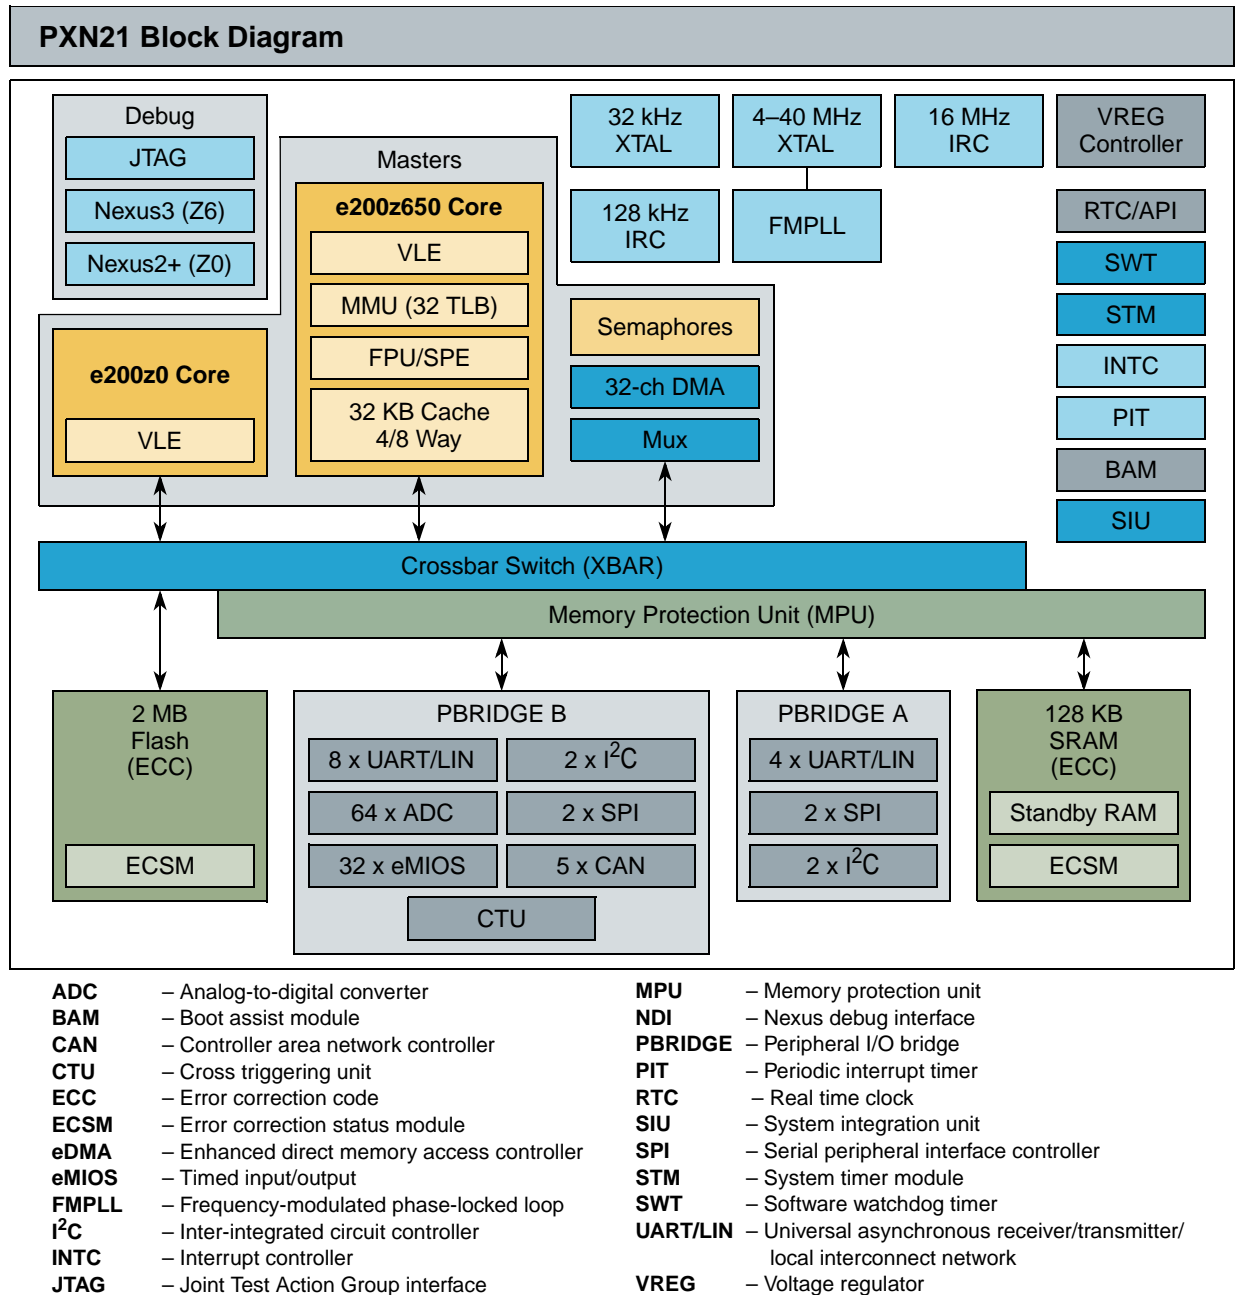 PXN21 Block Diagram
Debug
JTAG
Nexus3 (Z6)
Nexus2+ (Z0)
Masters
e200z650 Core
VLE
MMU (32 TLB)
FPU/SPE
32 KB Cache
4/8 Way
e200z0 Core
VLE
Semaphores
32-ch DMA
Mux
32 kHz
XTAL
4–40 MHz
XTAL
16 MHz
IRC
128 kHz
IRC
FMPLL
VREG
Controller
RTC/API
SWT
STM
INTC
PIT
BAM
SIU
Crossbar Switch (XBAR)
Memory Protection Unit (MPU)
2 MB
Flash
(ECC)
ECSM
PBRIDGE B
8 x UART/LIN
2 x I²C
64 x ADC
2 x SPI
32 x eMIOS
5 x CAN
CTU
PBRIDGE A
4 x UART/LIN
2 x SPI
2 x I²C
128 KB
SRAM
(ECC)
Standby RAM
ECSM
ADC – Analog-to-digital converter
BAM – Boot assist module
CAN – Controller area network controller
CTU – Cross triggering unit
ECC – Error correction code
ECSM – Error correction status module
eDMA – Enhanced direct memory access controller
eMIOS – Timed input/output
FMPLL – Frequency-modulated phase-locked loop
I²C – Inter-integrated circuit controller
INTC – Interrupt controller
JTAG – Joint Test Action Group interface
MPU – Memory protection unit
NDI – Nexus debug interface
PBRIDGE – Peripheral I/O bridge
PIT – Periodic interrupt timer
RTC – Real time clock
SIU – System integration unit
SPI – Serial peripheral interface controller
STM – System timer module
SWT – Software watchdog timer
UART/LIN – Universal asynchronous receiver/transmitter/
local interconnect network
VREG – Voltage regulator